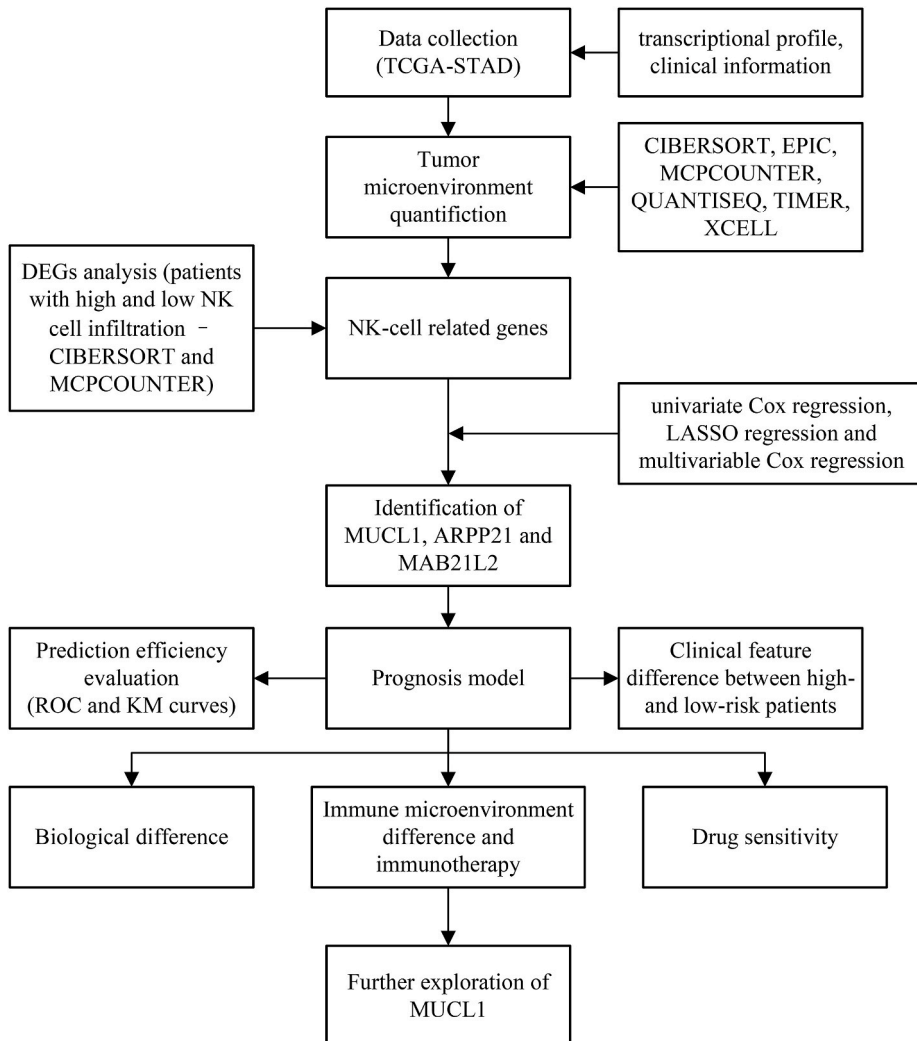 Data collection
(TCGA-STAD)
transcriptional profile,
clinical information
Tumor
microenvironment
quantifiction
CIBERSORT, EPIC,
MCPCOUNTER,
QUANTISEQ, TIMER,
XCELL
DEGs analysis (patients
with high and low NK
cell infiltration -
CIBERSORT and
MCPCOUNTER)
NK-cell related genes
univariate Cox regression,
LASSO regression and
multivariable Cox regression
Identification of
MUCL1, ARPP21 and
MAB21L2
Prediction efficiency
evaluation
(ROC and KM curves)
Prognosis model
Clinical feature
difference between high-
and low-risk patients
Biological difference
Immune microenvironment
difference and
immunotherapy
Drug sensitivity
Further exploration of
MUCL1